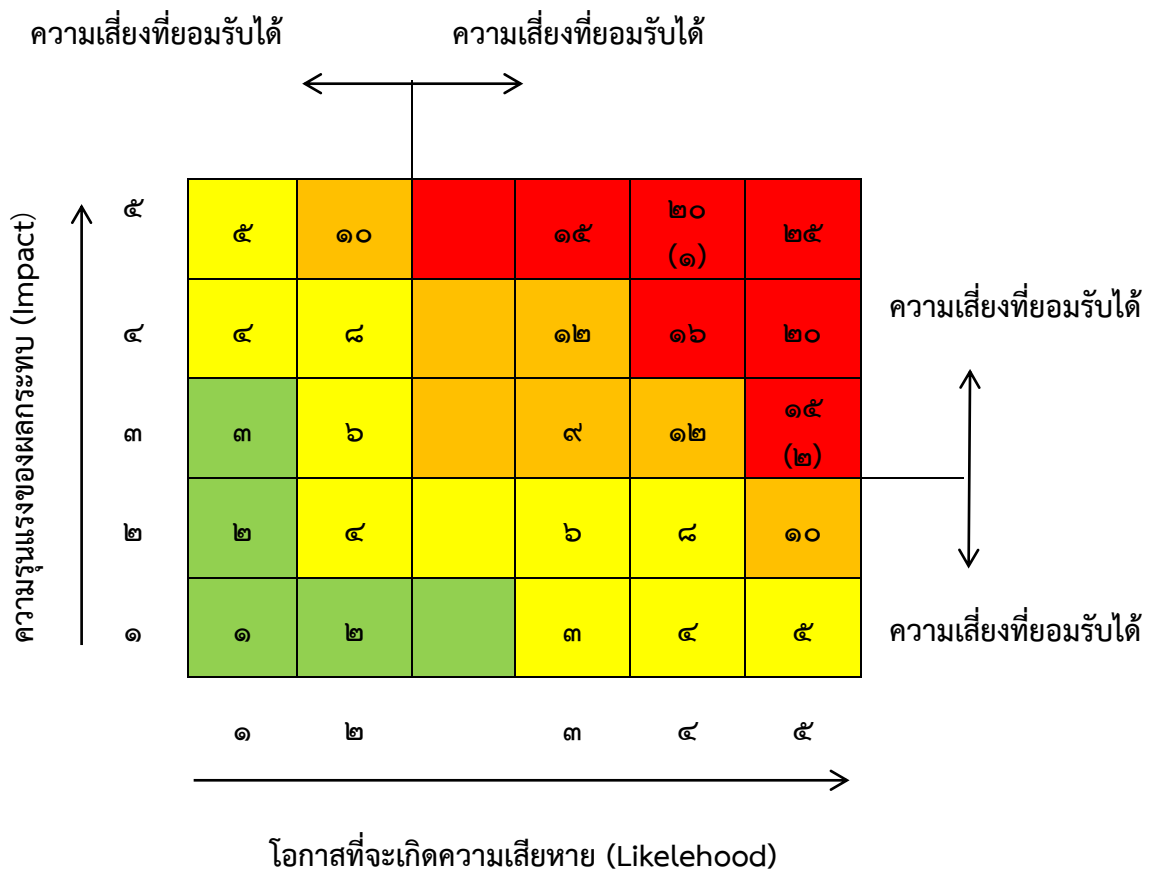 ความเสี่ยงที่ยอมรับได้ ความเสี่ยงที่ยอมรับได้
ความรุนแรงของผลกระทบ (Impact)
๕ ๕ ๑๐ ๑๕ ๒๐ ๒๕
(๑)
๔ ๔ ๘ ๑๒ ๑๖ ๒๐
ความเสี่ยงที่ยอมรับได้
๓ ๓ ๖ ๙ ๑๒ ๑๕
(๒)
๒ ๒ ๔ ๖ ๘ ๑๐
๑ ๑ ๒ ๓ ๔ ๕
ความเสี่ยงที่ยอมรับได้
๑ ๒ ๓ ๔ ๕
โอกาสที่จะเกิดความเสียหาย (Likelehood)